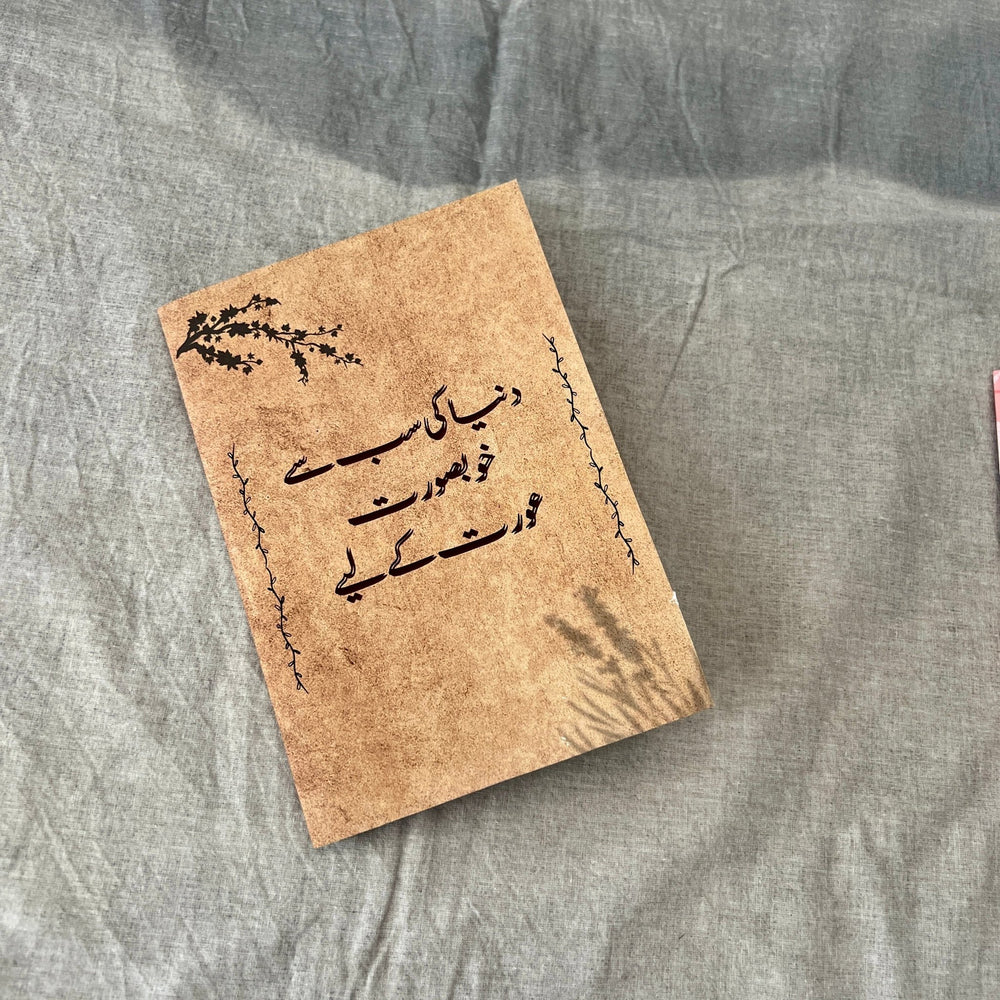 دنیا کی سب سے
خوبصورت
عورت کے لیے